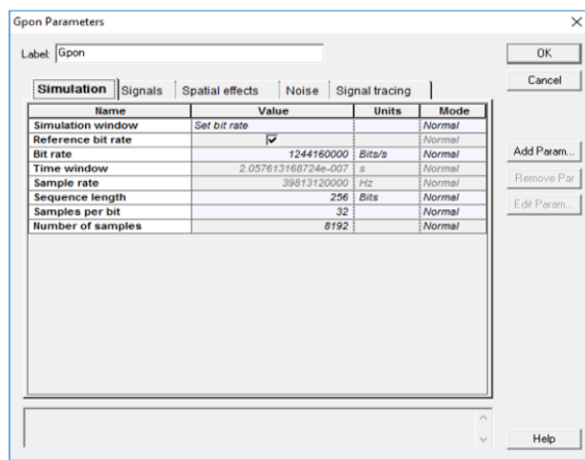 Gpon Parameters
Label: Gpon
OK
Cancel
Simulation Signals Spatial effects Noise Signal tracing
Name Value Units Mode
Simulation window Set bit rate Normal
Reference bit rate Normal
Bit rate 1244160000 Bits/s Normal
Time window 2.057613168724e-007 s Normal
Sample rate 39813120000 Hz Normal
Sequence length 256 Bits Normal
Samples per bit 32 Normal
Number of samples 8192 Normal
Add Param...
Remove Par
Edit Param...
Help